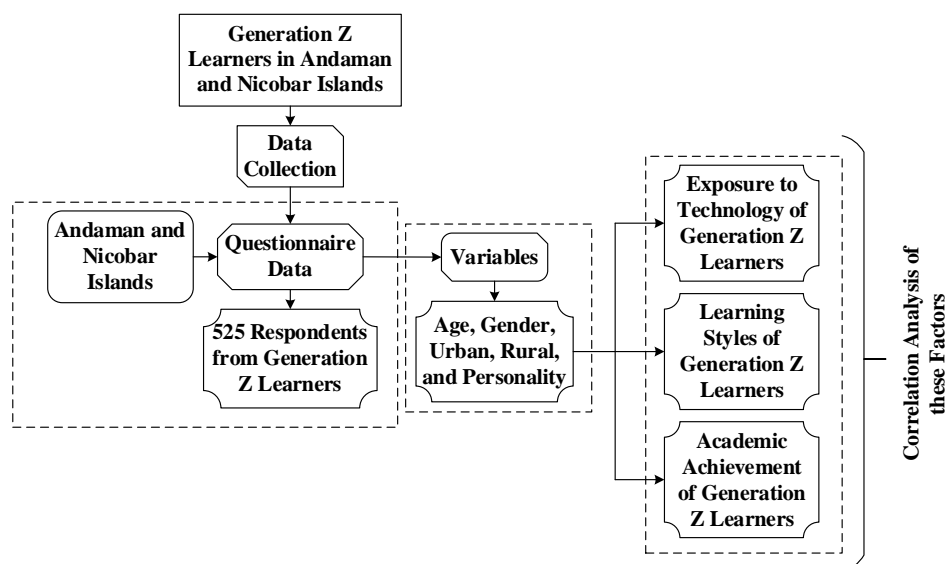 Generation Z
Learners in Andaman
and Nicobar Islands
Data
Collection
Andaman and
Nicobar
Islands
Questionnaire
Data
525 Respondents
from Generation
Z Learners
Variables
Age, Gender,
Urban, Rural,
and Personality
Exposure to
Technology of
Generation Z
Learners
Learning
Styles of
Generation Z
Learners
Academic
Achievement
of Generation
Z Learners
Correlation Analysis of
these Factors